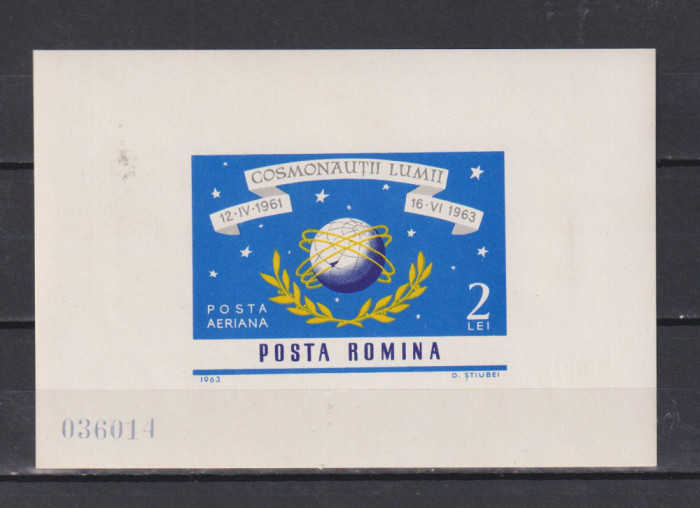 COSMONAUȚII LUMII
12·IV·1961
16·VI 1963
POSTA
AERIANA
2
LEI
POSTA ROMINA
1963
D. ȘTIUBEI
036014